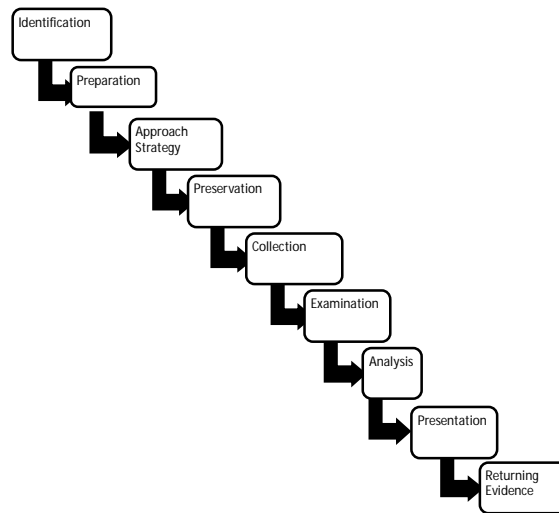 Identification
Preparation
Approach
Strategy
Preservation
Collection
Examination
Analysis
Presentation
Returning
Evidence